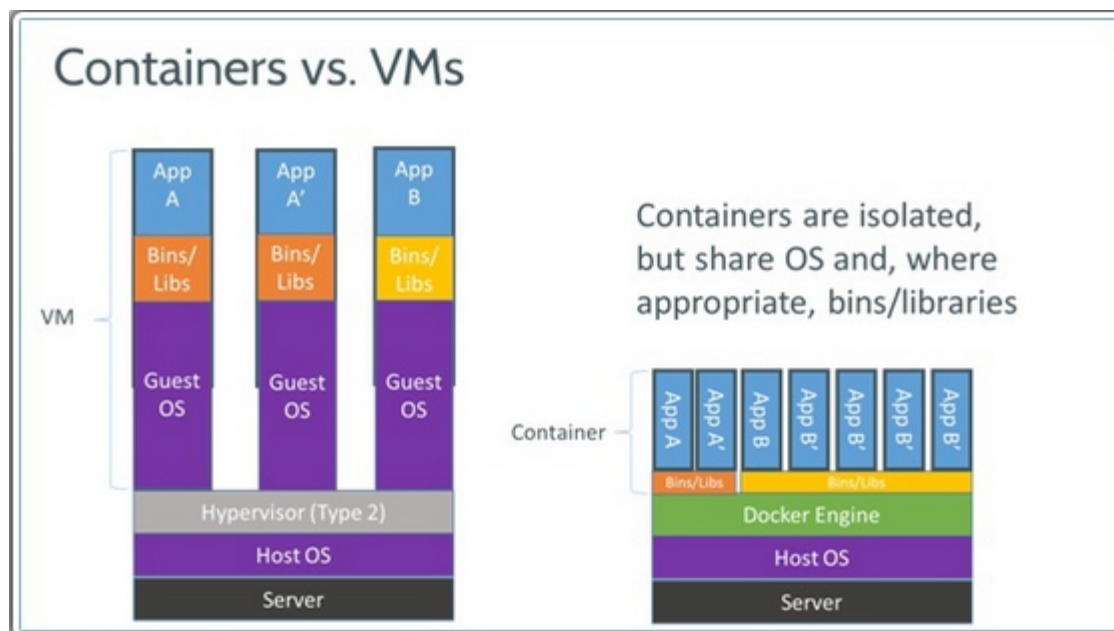 Containers vs. VMs
App
A
App
A'
App
B
Bins/
Libs
Bins/
Libs
Bins/
Libs
VM
Guest
OS
Guest
OS
Guest
OS
Hypervisor (Type 2)
Host OS
Server
Containers are isolated,
but share OS and, where
appropriate, bins/libraries
Container
App A
App A'
App B
App B'
App B'
App B'
App B'
Bins/Libs
Bins/Libs
Docker Engine
Host OS
Server